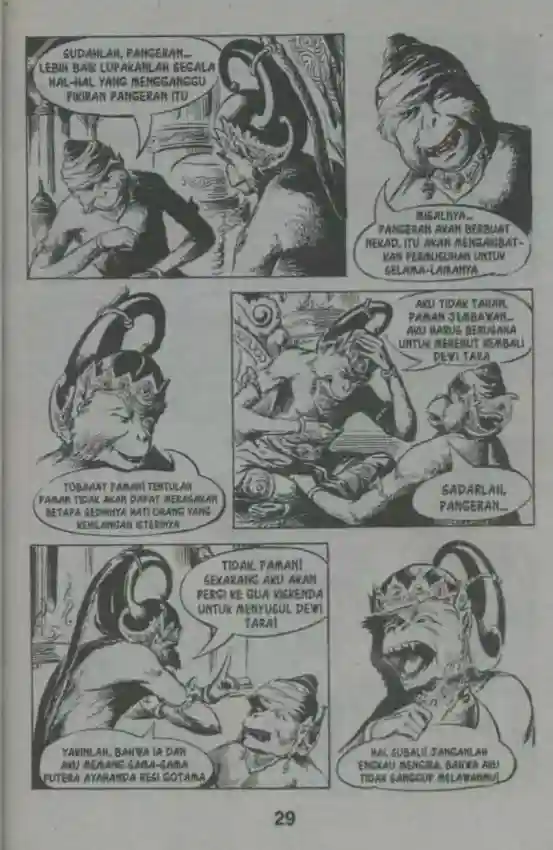 SUDAHLAH, PANGERAN...
LEBIH BAIK LUPAKANLAH SEGALA
HAL-HAL YANG MENGGANGGU
PIKIRAN PANGERAN ITU
MISALNYA...
PANGERAN AKAN BERBUAT
NEKAD, ITU AKAN MENGAKIBAT-
KAN PERMUSUHAN UNTUK
SELAMA-LAMANYA
TOBAAAT PAMAN! TENTULAH
PAMAN TIDAK AKAN DAPAT MERASAKAN
BETAPA SEDIHNYA HATI ORANG YANG
KEHILANGAN ISTERINYA
AKU TIDAK TAHAN,
PAMAN JEMBAWAN...
AKU HARUS BERUSAHA
UNTUK MEREBUT KEMBALI
DEWI TARA
SADARLAH,
PANGERAN...
TIDAK, PAMAN!
SEKARANG AKU AKAN
PERGI KE GUA KISKENDA
UNTUK MENYUSUL DEWI
TARA!
YAKINLAH, BAHWA IA DAN
AKU MEMANG SAMA-SAMA
PUTERA AYAHANDA RESI GOTAMA
HAI, SUBALI! JANGANLAH
ENGKAU MENGIRA, BAHWA AKU
TIDAK SANGGUP MELAWANMU!
29